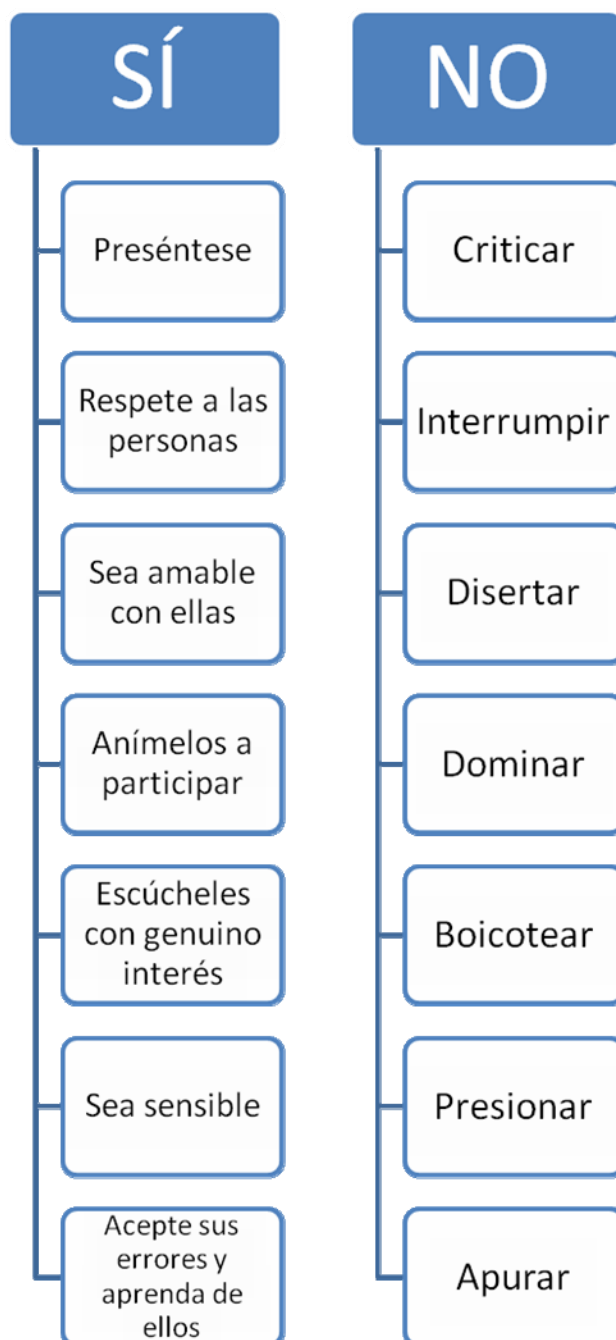 SÍ
Preséntese
Respete a las
personas
Sea amable
con ellas
Anímelos a
participar
Escúcheles
con genuino
interés
Sea sensible
Acepte sus
errores y
aprenda de
ellos
NO
Criticar
Interrumpir
Disertar
Dominar
Boicotear
Presionar
Apurar